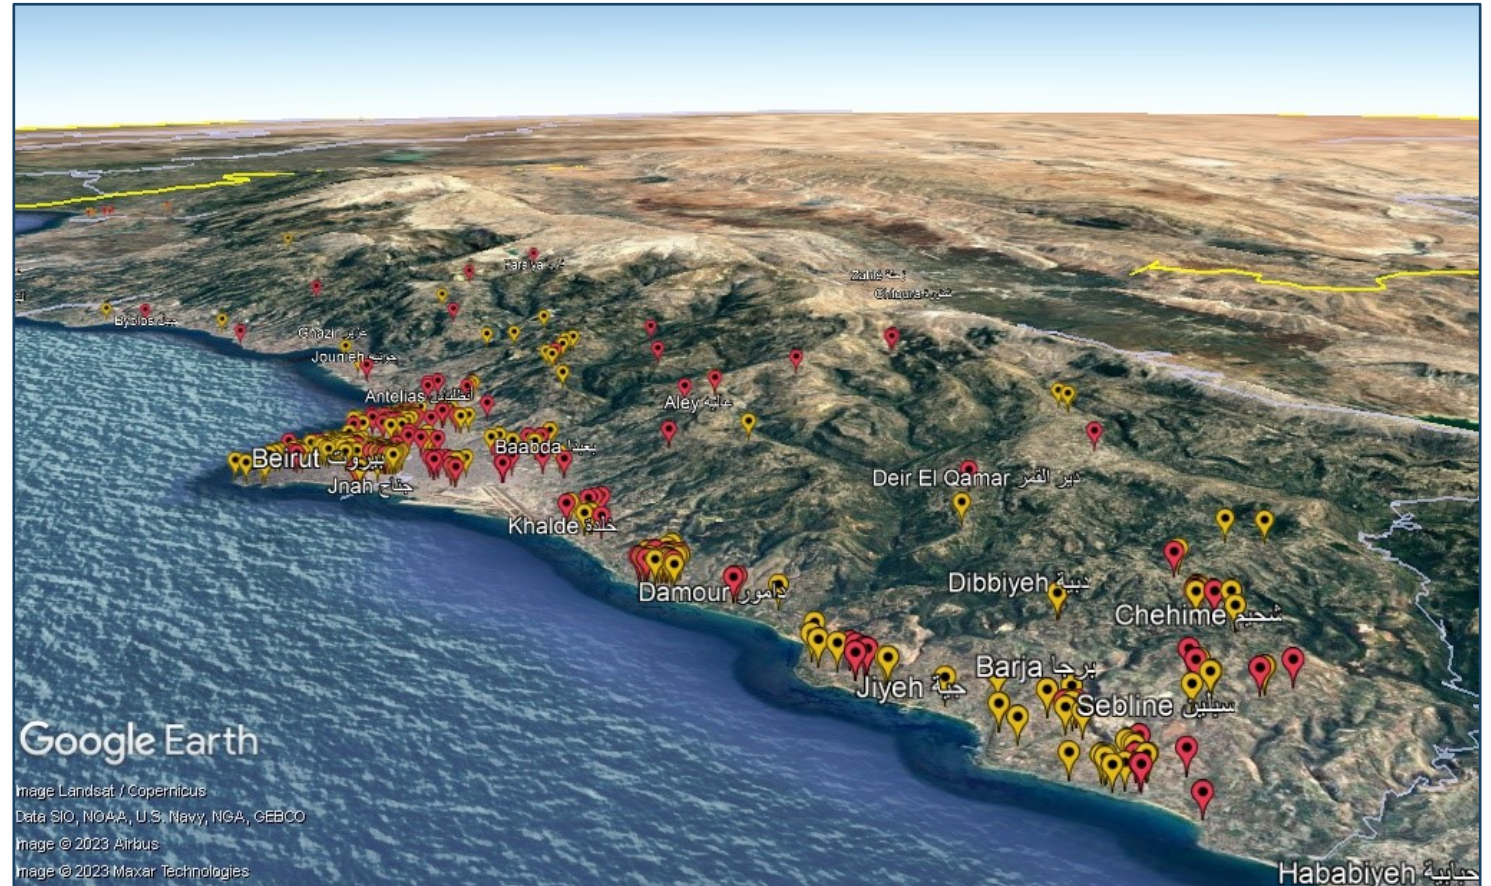 Faraya
Zahlé زحلة
Chtoura شتورة
Byblos جبيل
Ghazir غزير
Jounieh جونيه
Antelias أنطلياس
Aley عاليه
Beirut بيروت
Baabda بعبدا
Jnah جناح
Deir El Qamar دير القمر
Khalde خلدة
Damour دامور
Dibbiyeh دبية
Chehime شحيم
Barja برجا
Jiyeh جية
Sebline سبلين
Google Earth
Image Landsat / Copernicus
Data SIO, NOAA, U.S. Navy, NGA, GEBCO
Image © 2023 Airbus
Image © 2023 Maxar Technologies
Hababiyeh حبابية